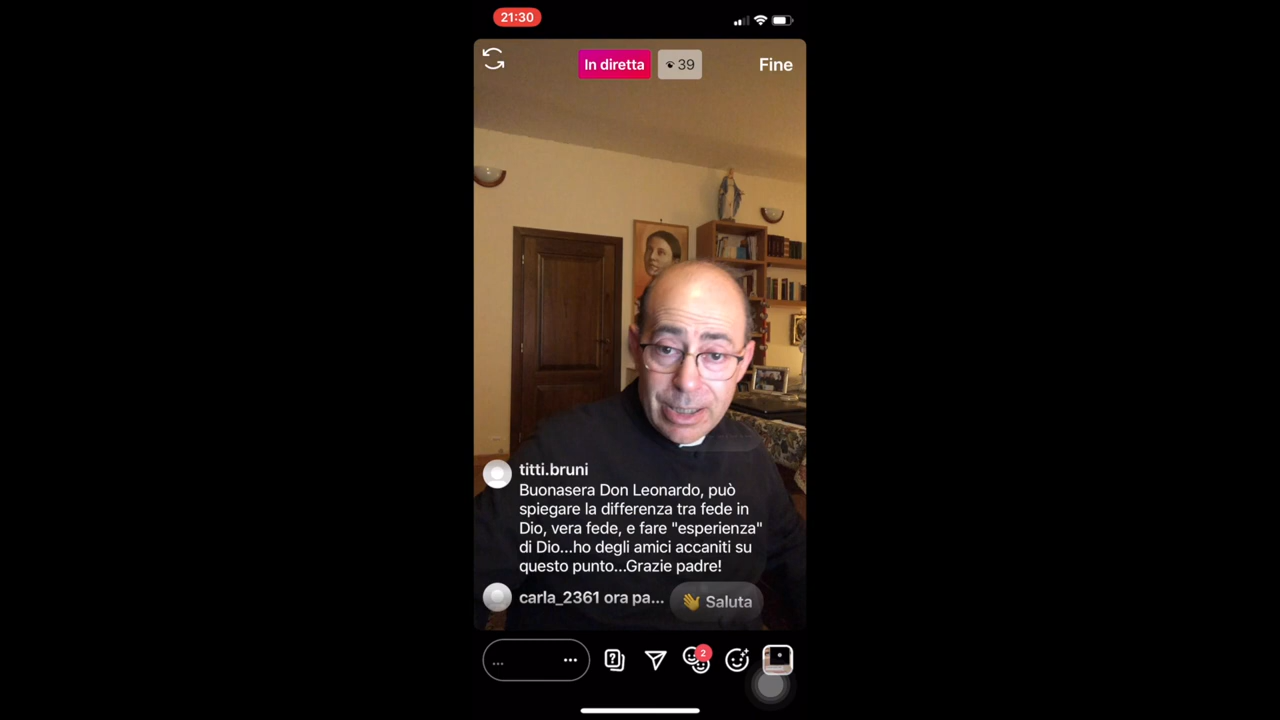 21:30
In diretta
39
Fine
titti.bruni
Buonasera Don Leonardo, può
spiegare la differenza tra fede in
Dio, vera fede, e fare "esperienza"
di Dio...ho degli amici accaniti su
questo punto...Grazie padre!
carla_2361 ora pa...
👋 Saluta
...
2